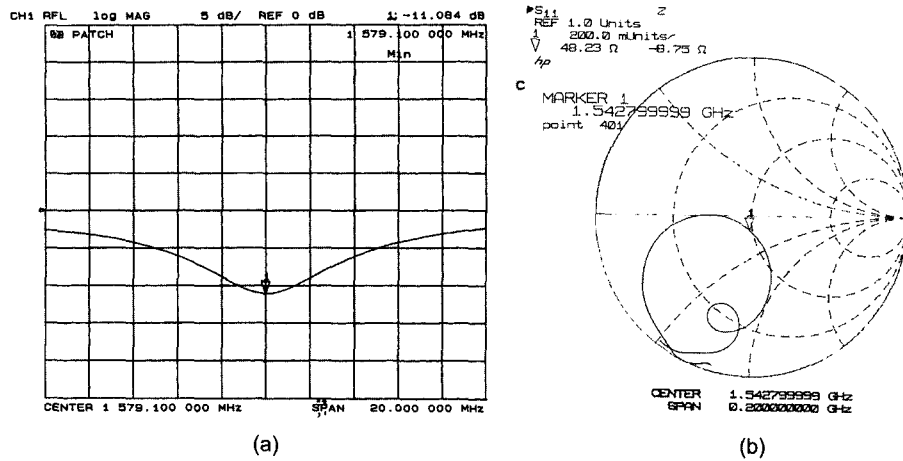 CH1 RFL log MAG 5 dB/ REF 0 dB 1:-11.084 dB
PATCH 1 579.100 000 MHz
Min
CENTER 1 579.100 000 MHz SPAN 20.000 000 MHz
(a)
S11 Z
REF 1.0 Units
1 200.0 mUnits/
48.23 Ω -8.75 Ω
hp
C
MARKER 1
1.542799999 GHz
point 401
1
CENTER 1.542799999 GHz
SPAN 0.200000000 GHz
(b)